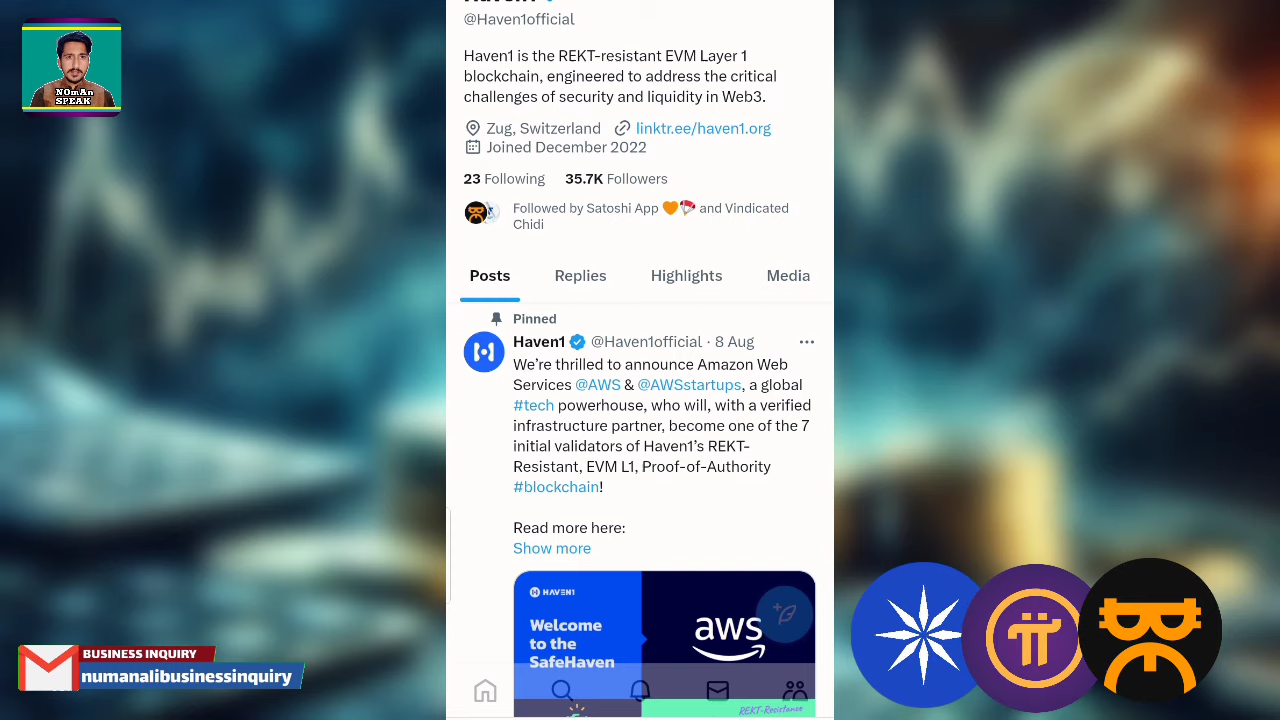 @Haven1official
Haven1 is the REKT-resistant EVM Layer 1
blockchain, engineered to address the critical
challenges of security and liquidity in Web3.
Zug, Switzerland linktr.ee/haven1.org
Joined December 2022
23 Following 35.7K Followers
Followed by Satoshi App 🧡🪂 and Vindicated
Chidi
Posts Replies Highlights Media
Pinned
Haven1 @Haven1official · 8 Aug
We’re thrilled to announce Amazon Web
Services @AWS & @AWSstartups, a global
#tech powerhouse, who will, with a verified
infrastructure partner, become one of the 7
initial validators of Haven1’s REKT-
Resistant, EVM L1, Proof-of-Authority
#blockchain!
Read more here:
Show more
HAVEN1
Welcome
to the
SafeHaven
aws
REKT-Resistance
NOmAn
SPEAK
BUSINESS INQUIRY
numanalibusinessinquiry